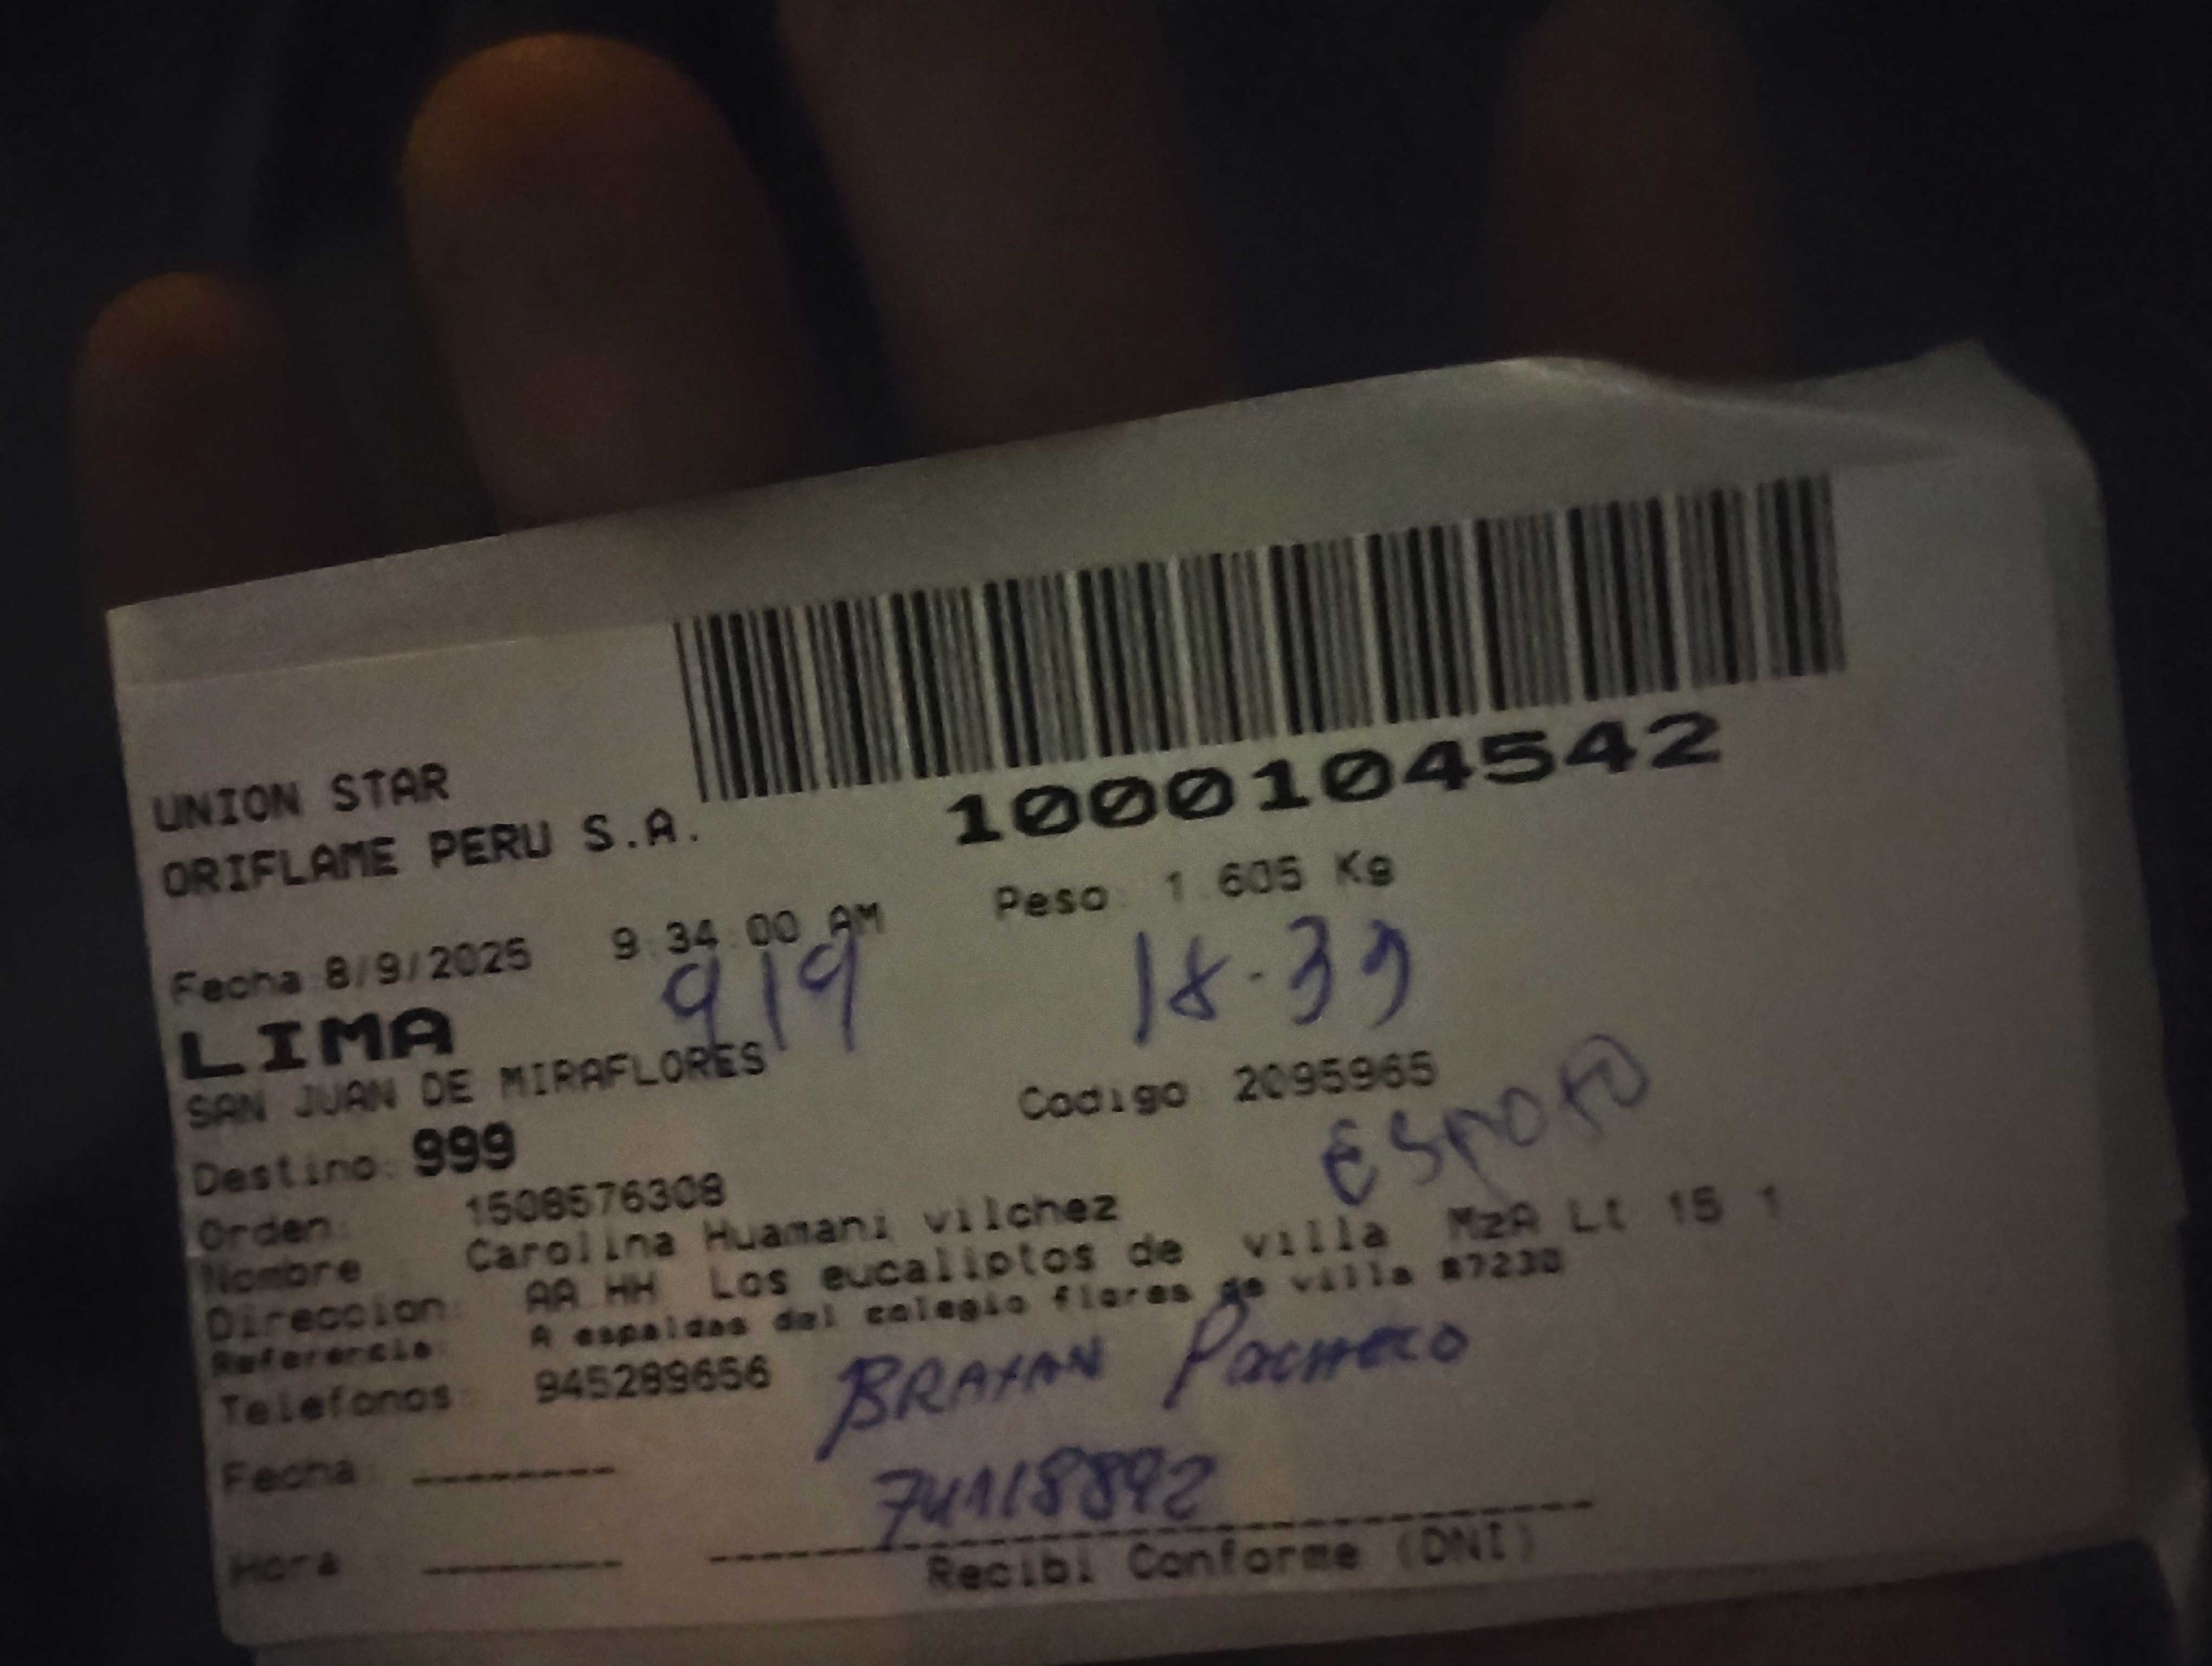 1000104542
UNION STAR
ORIFLAME PERU S.A.
Fecha 8/9/2025 9:34:00 AM Peso: 1.605 Kg
9/9 18-39
LIMA
SAN JUAN DE MIRAFLORES
Codigo 2095965
Destino: 999
Esposo
Orden: 1508576308
Nombre Carolina Huamani vilchez
Direccion: AA HH Los eucaliptos de villa MzA Lt 15 1
Referencia: A espaldas del colegio flores de villa
Telefonos: 945289656
BRAYAN PACHECO
Fecha: --------
74118892
Hora --------
Recibi Conforme (DNI)